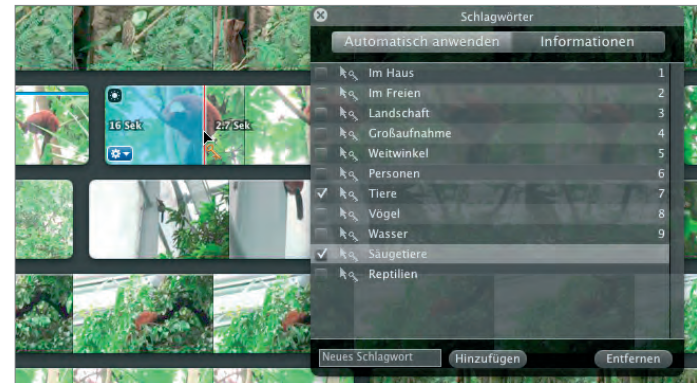 Schlagwörter
Automatisch anwenden Informationen
Im Haus 1
Im Freien 2
Landschaft 3
Großaufnahme 4
Weitwinkel 5
Personen 6
Tiere 7
Vögel 8
Wasser 9
Säugetiere
Reptilien
Neues Schlagwort Hinzufügen Entfernen
16 Sek 2:7 Sek